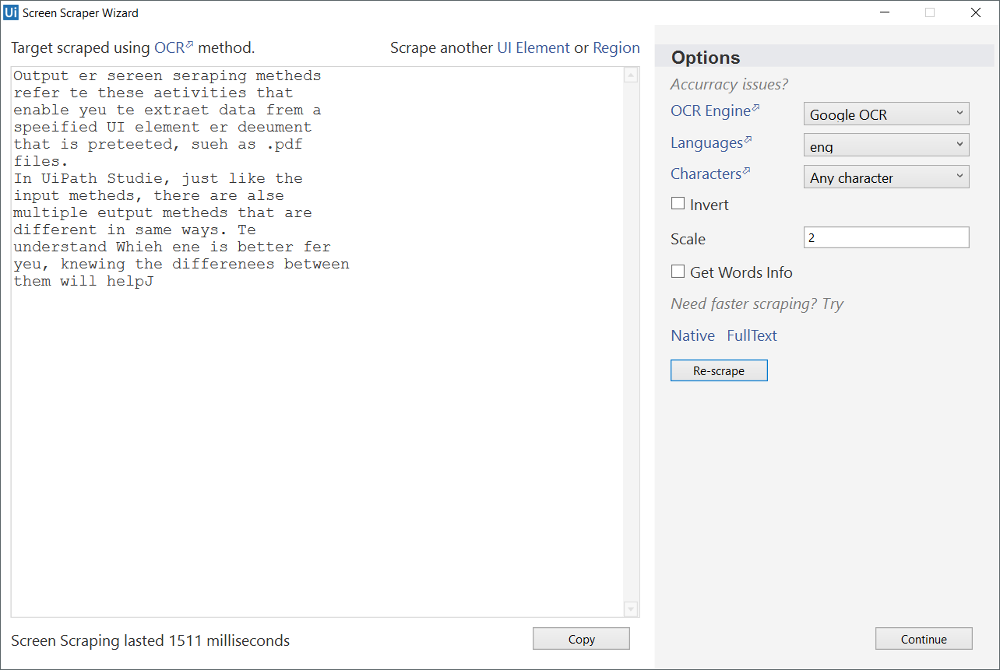 Ui Screen Scraper Wizard
Target scraped using OCR method.
Scrape another UI Element or Region
Output er sereen seraping metheds
refer te these aetivities that
enable yeu te extraet data frem a
speeified UI element er deeument
that is preteeted, sueh as .pdf
files.
In UiPath Studie, just like the
input metheds, there are alse
multiple eutput metheds that are
different in same ways. Te
understand Whieh ene is better fer
yeu, knewing the differenees between
them will helpJ
Screen Scraping lasted 1511 milliseconds
Copy
Options
Accurracy issues?
OCR Engine
Google OCR
Languages
eng
Characters
Any character
Invert
Scale
2
Get Words Info
Need faster scraping? Try
Native FullText
Re-scrape
Continue